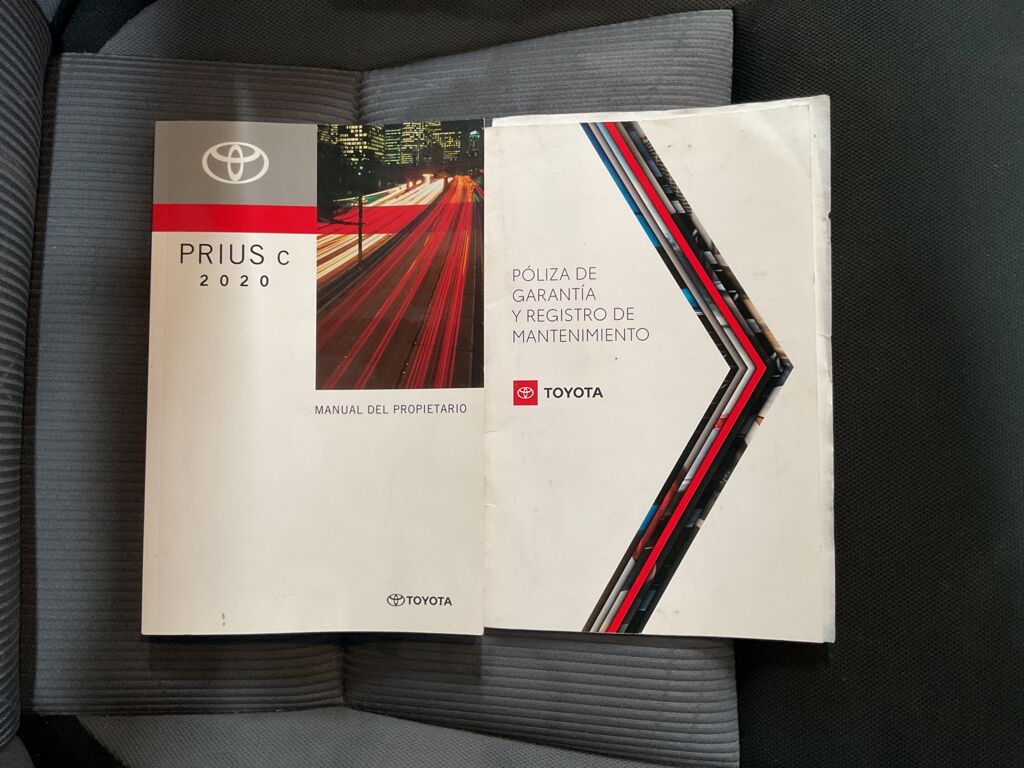 PRIUS c
2020
MANUAL DEL PROPIETARIO
TOYOTA
PÓLIZA DE
GARANTÍA
Y REGISTRO DE
MANTENIMIENTO
TOYOTA